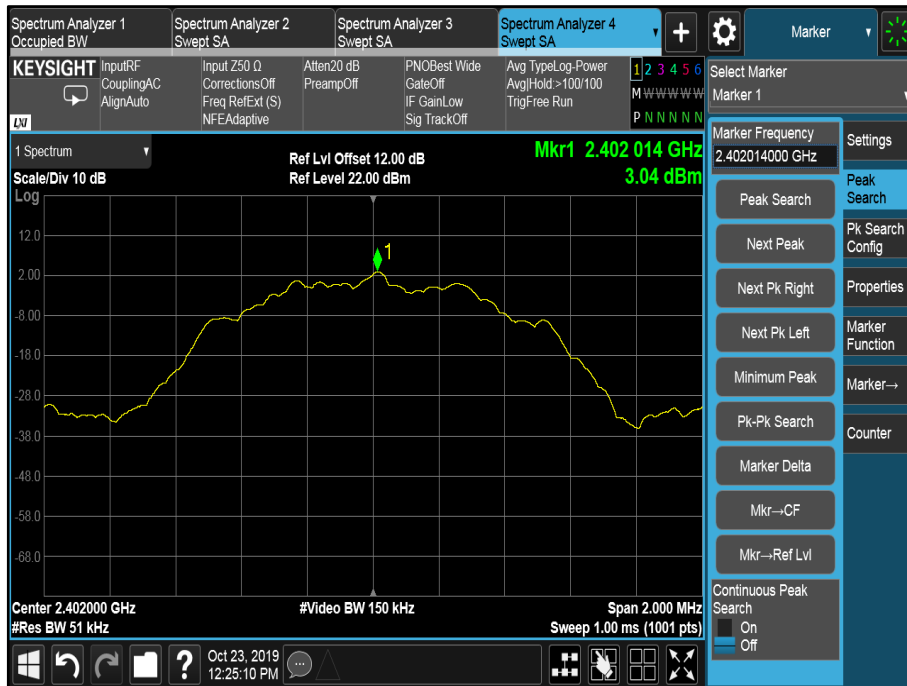 Spectrum Analyzer 1
Occupied BW
Spectrum Analyzer 2
Swept SA
Spectrum Analyzer 3
Swept SA
Spectrum Analyzer 4
Swept SA
+
Marker
KEYSIGHT
LXI
InputRF
CouplingAC
AlignAuto
Input Z50 Ω
CorrectionsOff
Freq RefExt (S)
NFEAdaptive
Atten20 dB
PreampOff
PNOBest Wide
GateOff
IF GainLow
Sig TrackOff
Avg TypeLog-Power
Avg|Hold:>100/100
TrigFree Run
1 2 3 4 5 6
M W W W W W
P N N N N N
Select Marker
Marker 1
1 Spectrum
Scale/Div 10 dB
Log
Ref Lvl Offset 12.00 dB
Ref Level 22.00 dBm
Mkr1 2.402 014 GHz
3.04 dBm
12.0
2.00
-8.00
-18.0
-28.0
-38.0
-48.0
-58.0
-68.0
1
Center 2.402000 GHz
#Res BW 51 kHz
#Video BW 150 kHz
Span 2.000 MHz
Sweep 1.00 ms (1001 pts)
Marker Frequency
2.402014000 GHz
Peak Search
Next Peak
Next Pk Right
Next Pk Left
Minimum Peak
Pk-Pk Search
Marker Delta
Mkr→CF
Mkr→Ref Lvl
Continuous Peak
Search
On
Off
Settings
Peak
Search
Pk Search
Config
Properties
Marker
Function
Marker→
Counter
?
Oct 23, 2019
12:25:10 PM